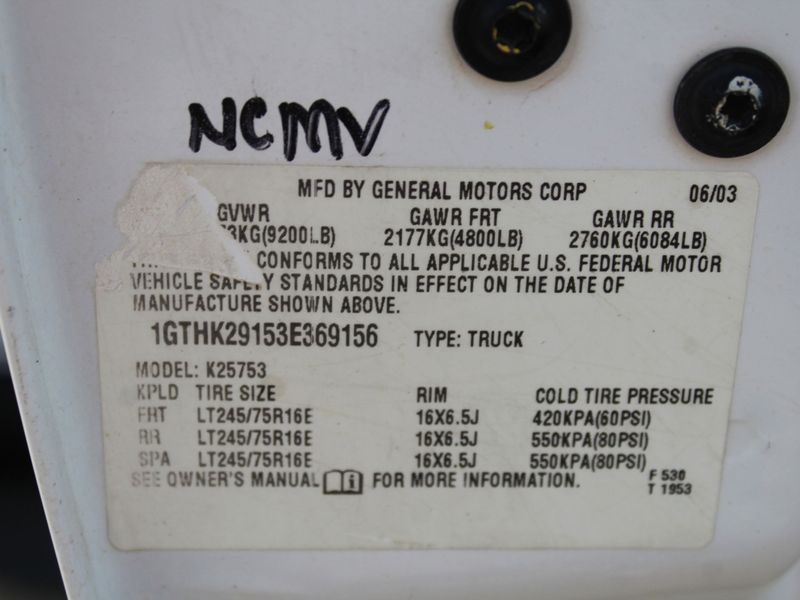 NCMV
MFD BY GENERAL MOTORS CORP 06/03
GVWR GAWR FRT GAWR RR
3KG(9200LB) 2177KG(4800LB) 2760KG(6084LB)
CONFORMS TO ALL APPLICABLE U.S. FEDERAL MOTOR
VEHICLE SAFETY STANDARDS IN EFFECT ON THE DATE OF
MANUFACTURE SHOWN ABOVE.
1GTHK29153E369156 TYPE: TRUCK
MODEL: K25753
KPLD TIRE SIZE RIM COLD TIRE PRESSURE
FRT LT245/75R16E 16X6.5J 420KPA(60PSI)
RR LT245/75R16E 16X6.5J 550KPA(80PSI)
SPA LT245/75R16E 16X6.5J 550KPA(80PSI)
SEE OWNER'S MANUAL FOR MORE INFORMATION.
F 530
T 1953